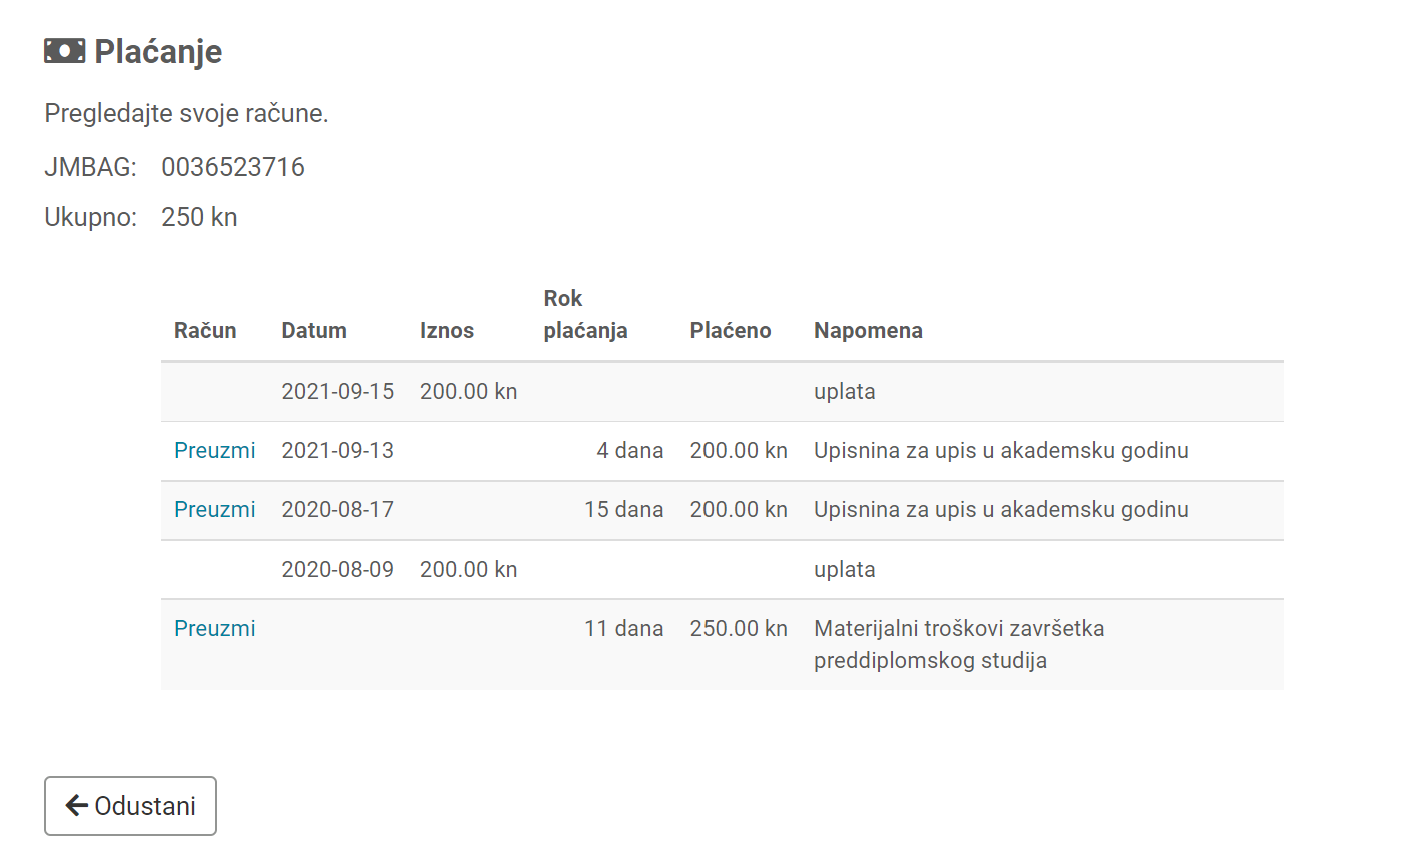 Plaćanje
Pregledajte svoje račune.
JMBAG: 0036523716
Ukupno: 250 kn
Račun Datum Iznos Rok plaćanja Plaćeno Napomena
2021-09-15 200.00 kn uplata
Preuzmi 2021-09-13 4 dana 200.00 kn Upisnina za upis u akademsku godinu
Preuzmi 2020-08-17 15 dana 200.00 kn Upisnina za upis u akademsku godinu
2020-08-09 200.00 kn uplata
Preuzmi 11 dana 250.00 kn Materijalni troškovi završetka
preddiplomskog studija
Odustani